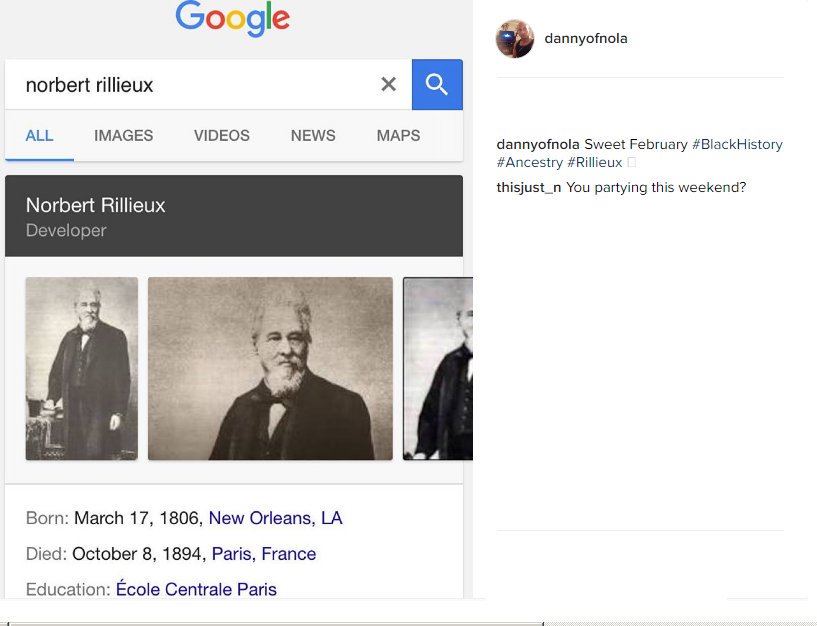 Google
norbert rillieux
ALL IMAGES VIDEOS NEWS MAPS
Norbert Rillieux
Developer
Born: March 17, 1806, New Orleans, LA
Died: October 8, 1894, Paris, France
Education: École Centrale Paris
dannyofnola
dannyofnola Sweet February #BlackHistory
#Ancestry #Rillieux
thisjust_n You partying this weekend?